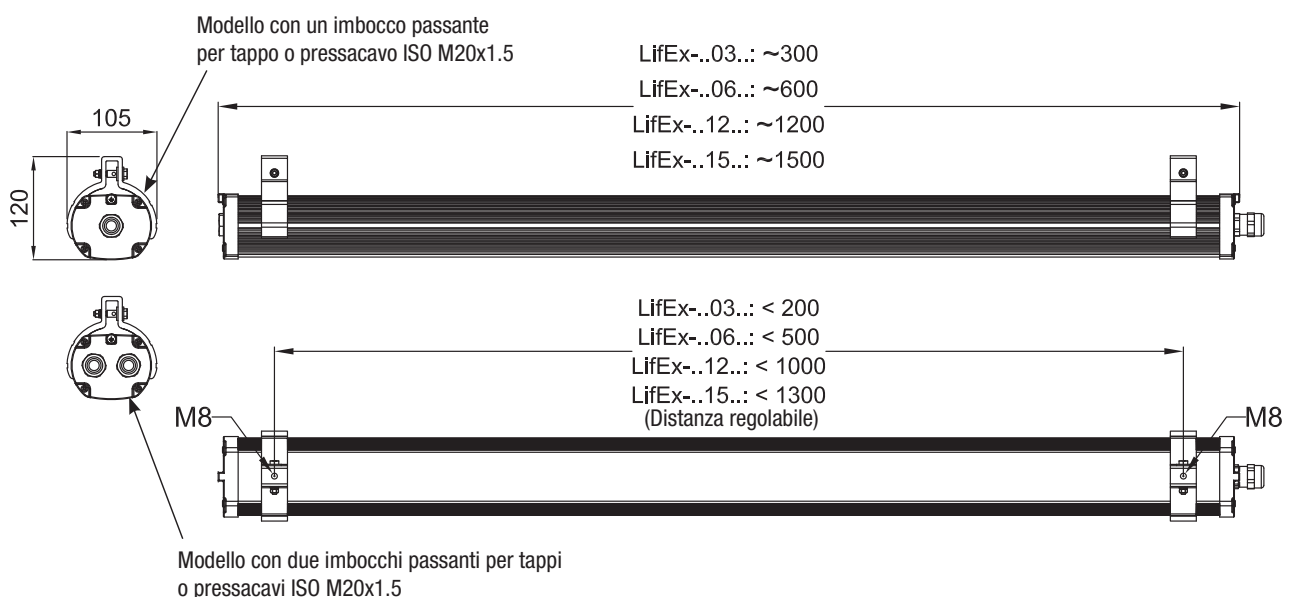 Modello con un imbocco passante
per tappo o pressacavo ISO M20x1.5
LifEx-..03..: ~300
LifEx-..06..: ~600
LifEx-..12..: ~1200
LifEx-..15..: ~1500
105
120
LifEx-..03..: < 200
LifEx-..06..: < 500
LifEx-..12..: < 1000
LifEx-..15..: < 1300
(Distanza regolabile)
M8
M8
Modello con due imbocchi passanti per tappi
o pressacavi ISO M20x1.5